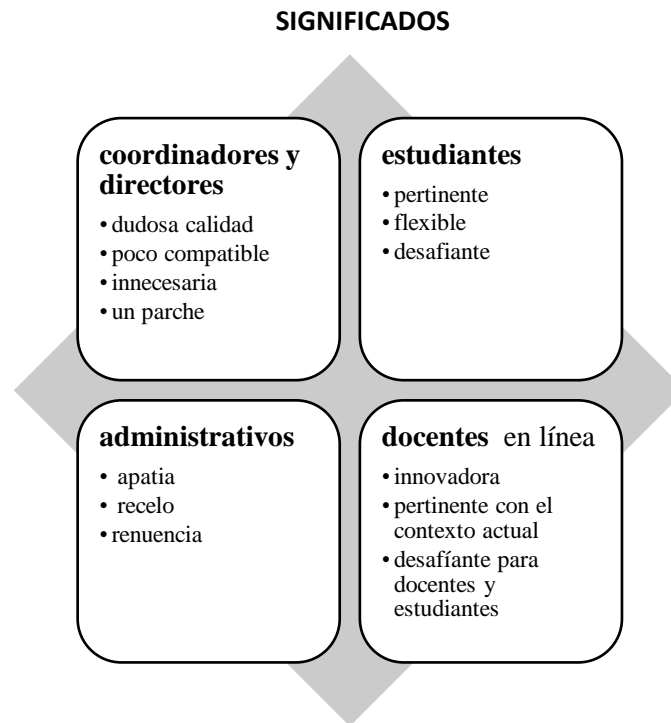 SIGNIFICADOS
coordinadores y
directores
• dudosa calidad
• poco compatible
• innecesaria
• un parche
estudiantes
• pertinente
• flexible
• desafiante
administrativos
• apatia
• recelo
• renuencia
docentes en línea
• innovadora
• pertinente con el
contexto actual
• desafíante para
docentes y
estudiantes